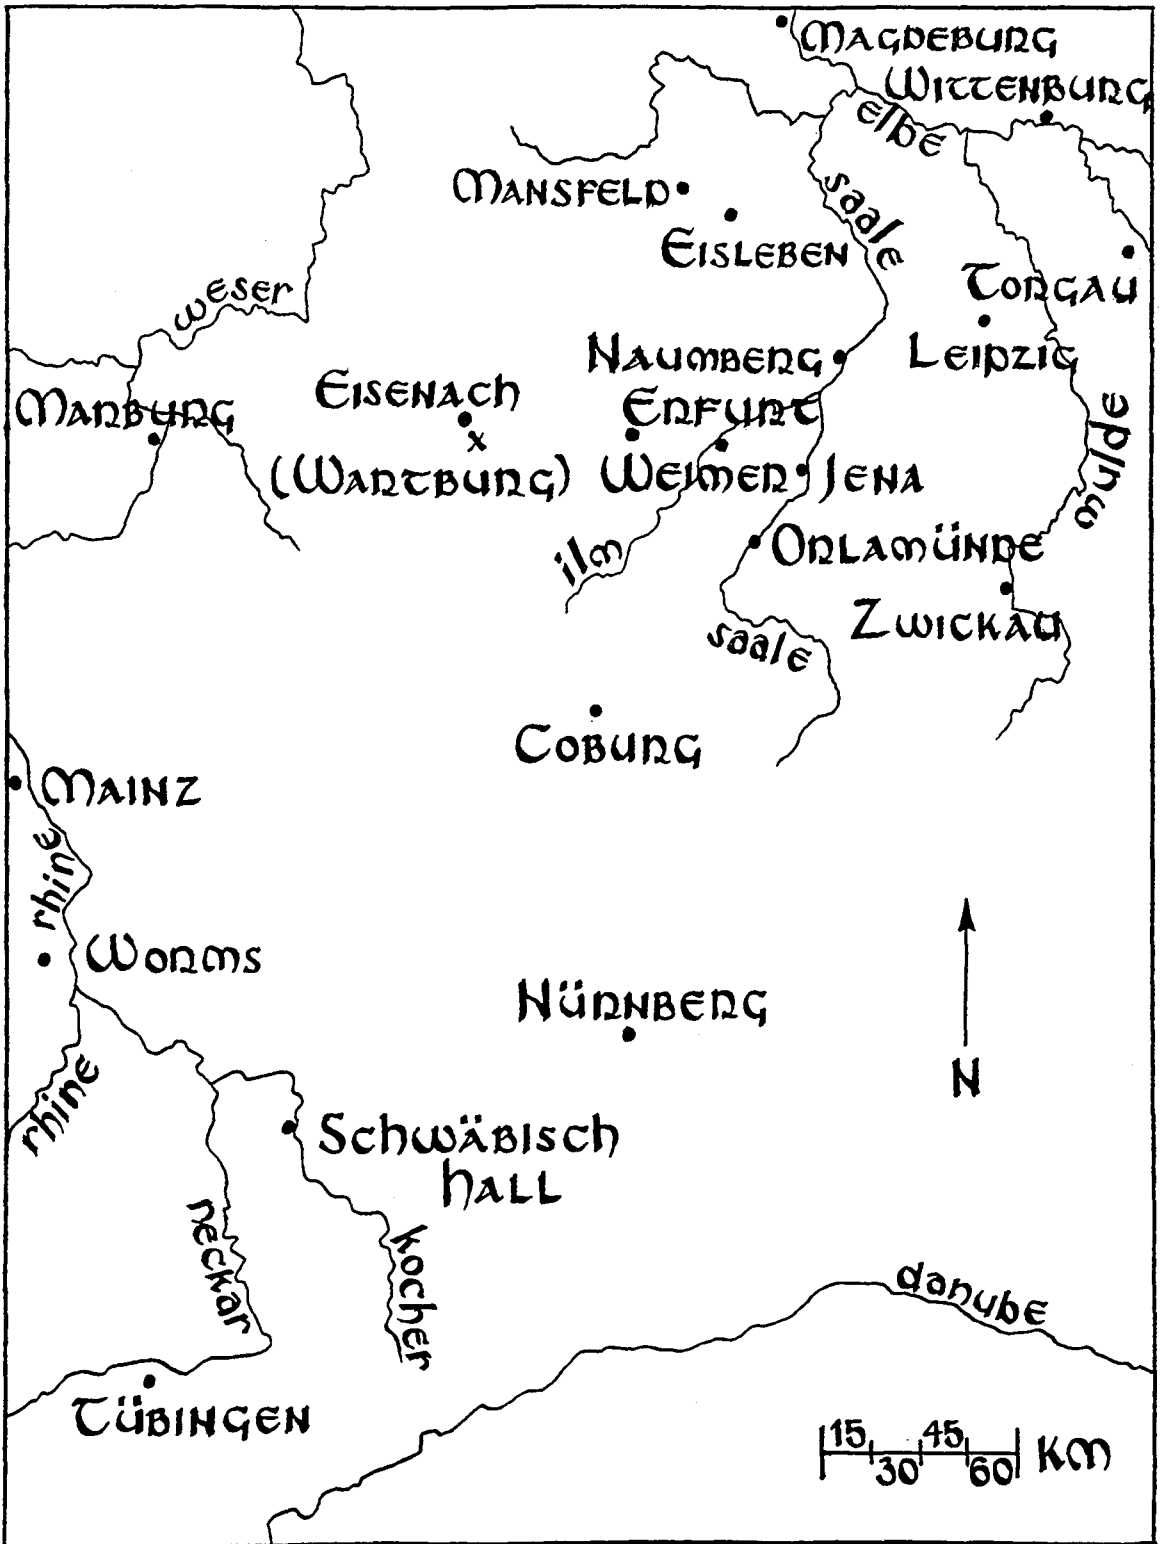 Magdeburg
Wittenburg
elbe
Mansfeld
saale
Eisleben
Torgau
weser
Naumberg
Leipzig
Eisenach
Marburg
Erfurt
mulde
(Wartburg)
x
Weimer
Jena
ilm
Orlamünde
Zwickau
saale
Coburg
Mainz
rhine
Worms
Nürnberg
N
rhine
Schwäbisch
Hall
neckar
kocher
danube
Tübingen
15 30 45 60 KM